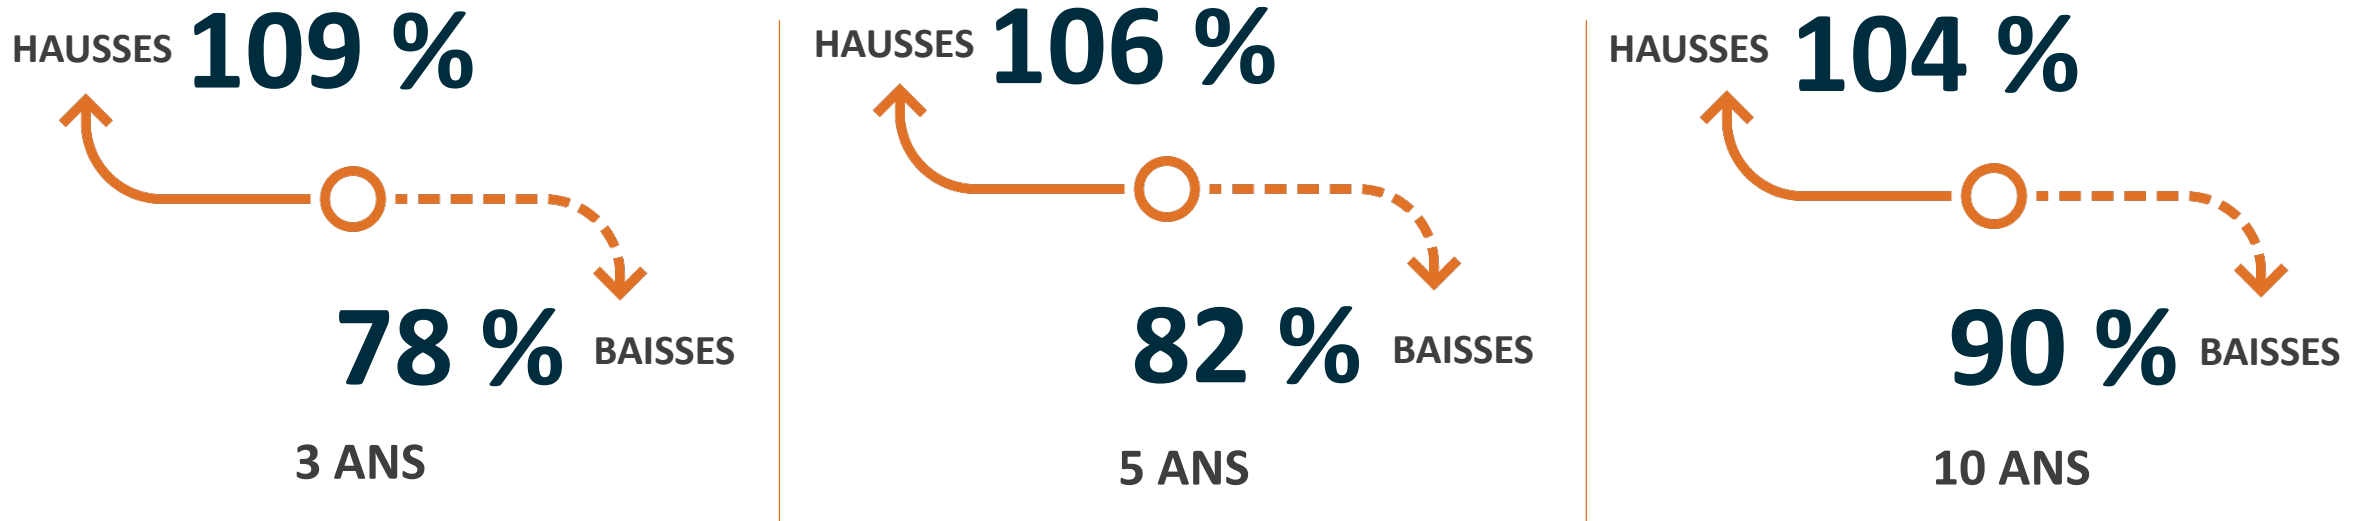 HAUSSES 109 %
78 % BAISSES
3 ANS
HAUSSES 106 %
82 % BAISSES
5 ANS
HAUSSES 104 %
90 % BAISSES
10 ANS